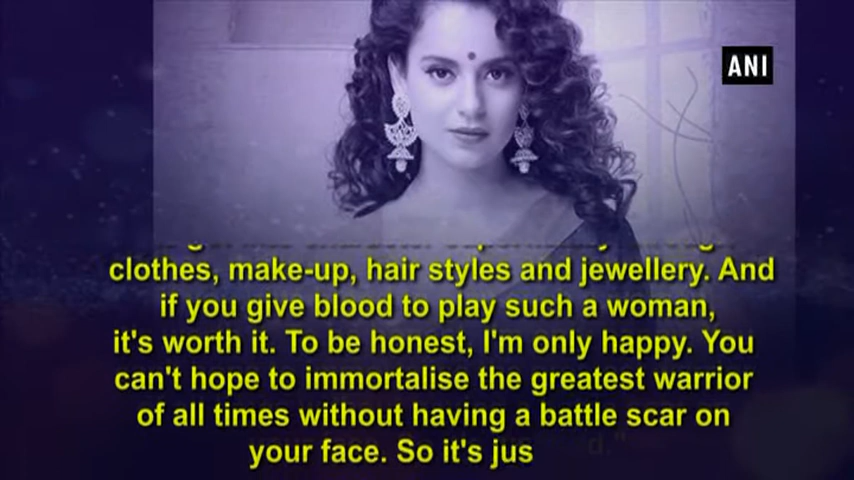 ANI
clothes, make-up, hair styles and jewellery. And
if you give blood to play such a woman,
it's worth it. To be honest, I'm only happy. You
can't hope to immortalise the greatest warrior
of all times without having a battle scar on
your face. So it's jus